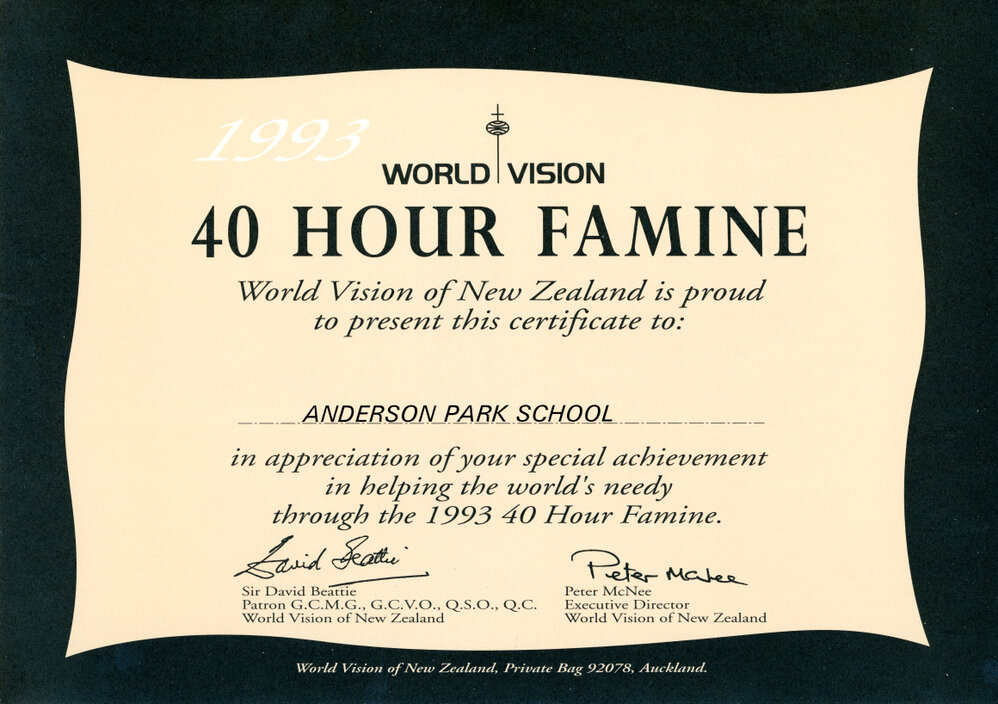 1993
WORLD VISION
40 HOUR FAMINE
World Vision of New Zealand is proud
to present this certificate to:
ANDERSON PARK SCHOOL
in appreciation of your special achievement
in helping the world's needy
through the 1993 40 Hour Famine.
David Beattie
Peter McNee
Sir David Beattie
Patron G.C.M.G., G.C.V.O., Q.S.O., Q.C.
World Vision of New Zealand
Peter McNee
Executive Director
World Vision of New Zealand
World Vision of New Zealand, Private Bag 92078, Auckland.